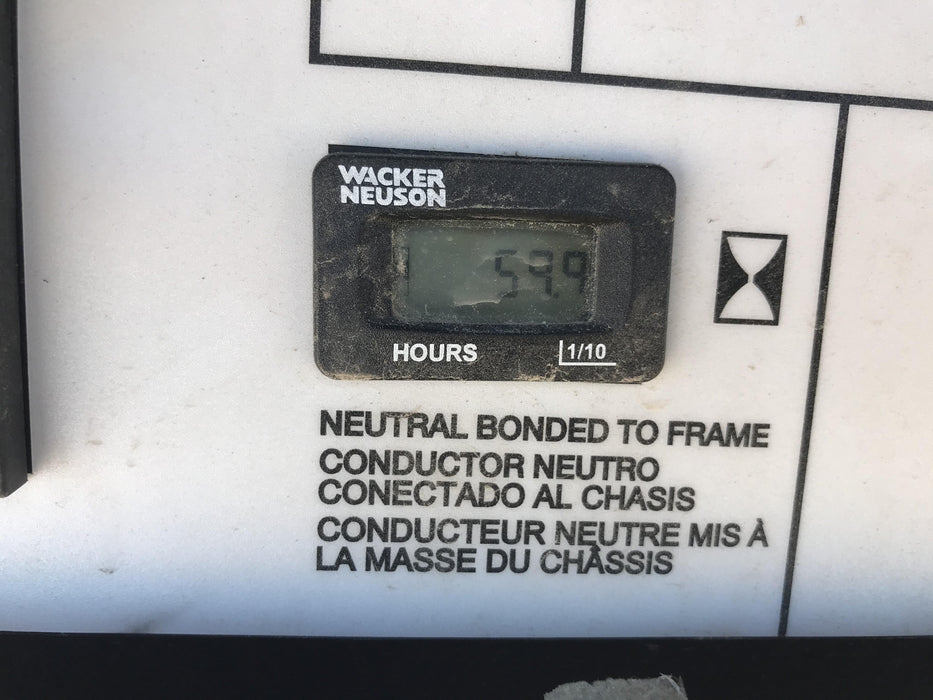 WACKER
NEUSON
59.9
HOURS
1/10
NEUTRAL BONDED TO FRAME
CONDUCTOR NEUTRO
CONECTADO AL CHASIS
CONDUCTEUR NEUTRE MIS À
LA MASSE DU CHÂSSIS